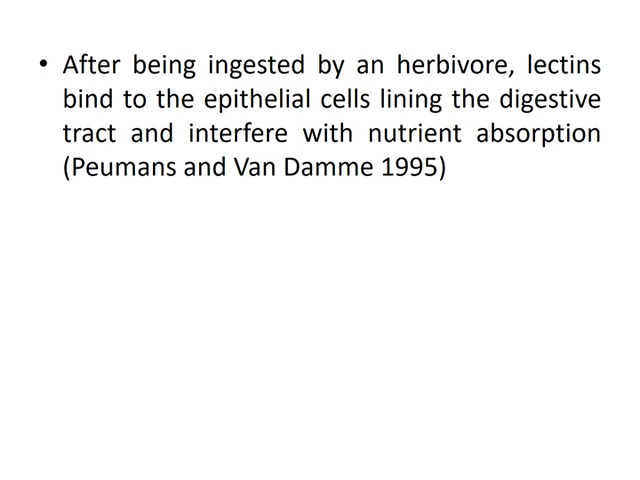 • After being ingested by an herbivore, lectins
bind to the epithelial cells lining the digestive
tract and interfere with nutrient absorption
(Peumans and Van Damme 1995)